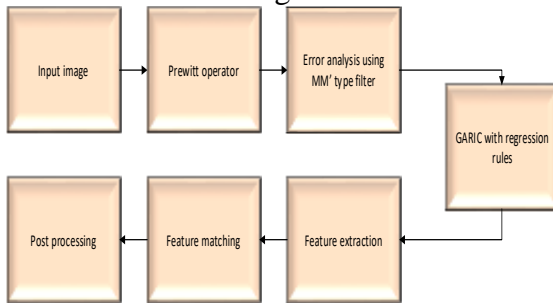 Input image
Prewitt operator
Error analysis using
MM' type filter
GARIC with regression
rules
Feature extraction
Feature matching
Post processing